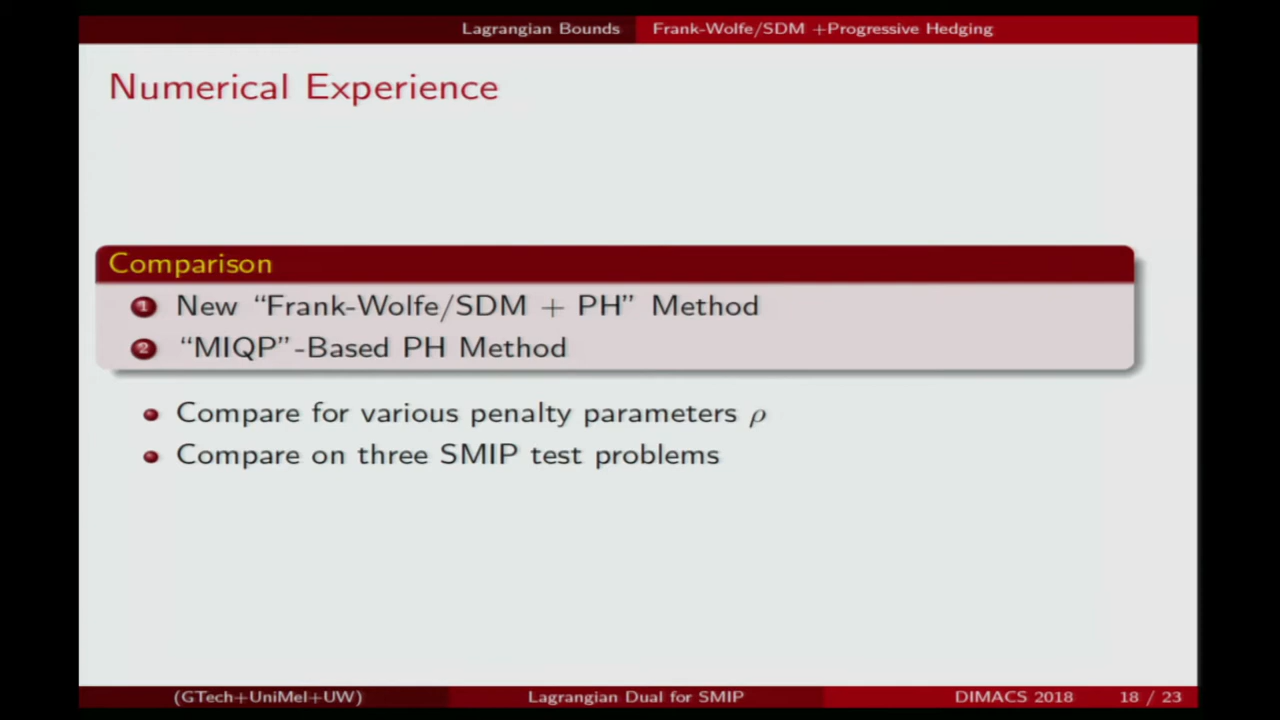 Lagrangian Bounds Frank-Wolfe/SDM +Progressive Hedging
Numerical Experience
Comparison
1 New “Frank-Wolfe/SDM + PH” Method
2 “MIQP”-Based PH Method
Compare for various penalty parameters ρ
Compare on three SMIP test problems
(GTech+UniMel+UW) Lagrangian Dual for SMIP DIMACS 2018 18 / 23